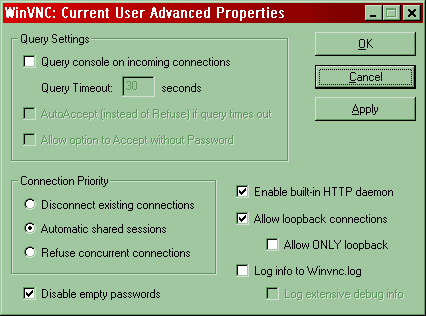 WinVNC: Current User Advanced Properties
Query Settings
Query console on incoming connections
Query Timeout: 30 seconds
AutoAccept (instead of Refuse) if query times out
Allow option to Accept without Password
OK
Cancel
Apply
Connection Priority
Disconnect existing connections
Automatic shared sessions
Refuse concurrent connections
Disable empty passwords
Enable built-in HTTP daemon
Allow loopback connections
Allow ONLY loopback
Log info to Winvnc.log
Log extensive debug info